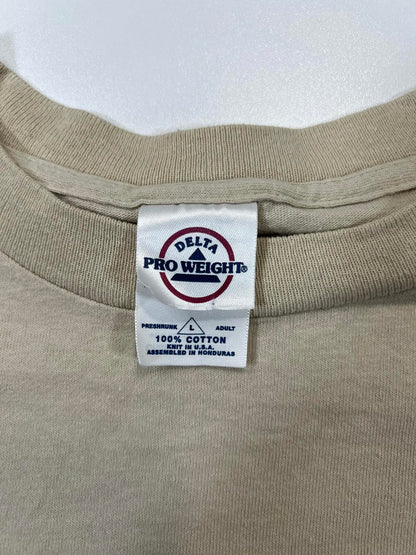 DELTA
PRO WEIGHT®
PRESHRUNK L ADULT
100% COTTON
KNIT IN U.S.A.
ASSEMBLED IN HONDURAS